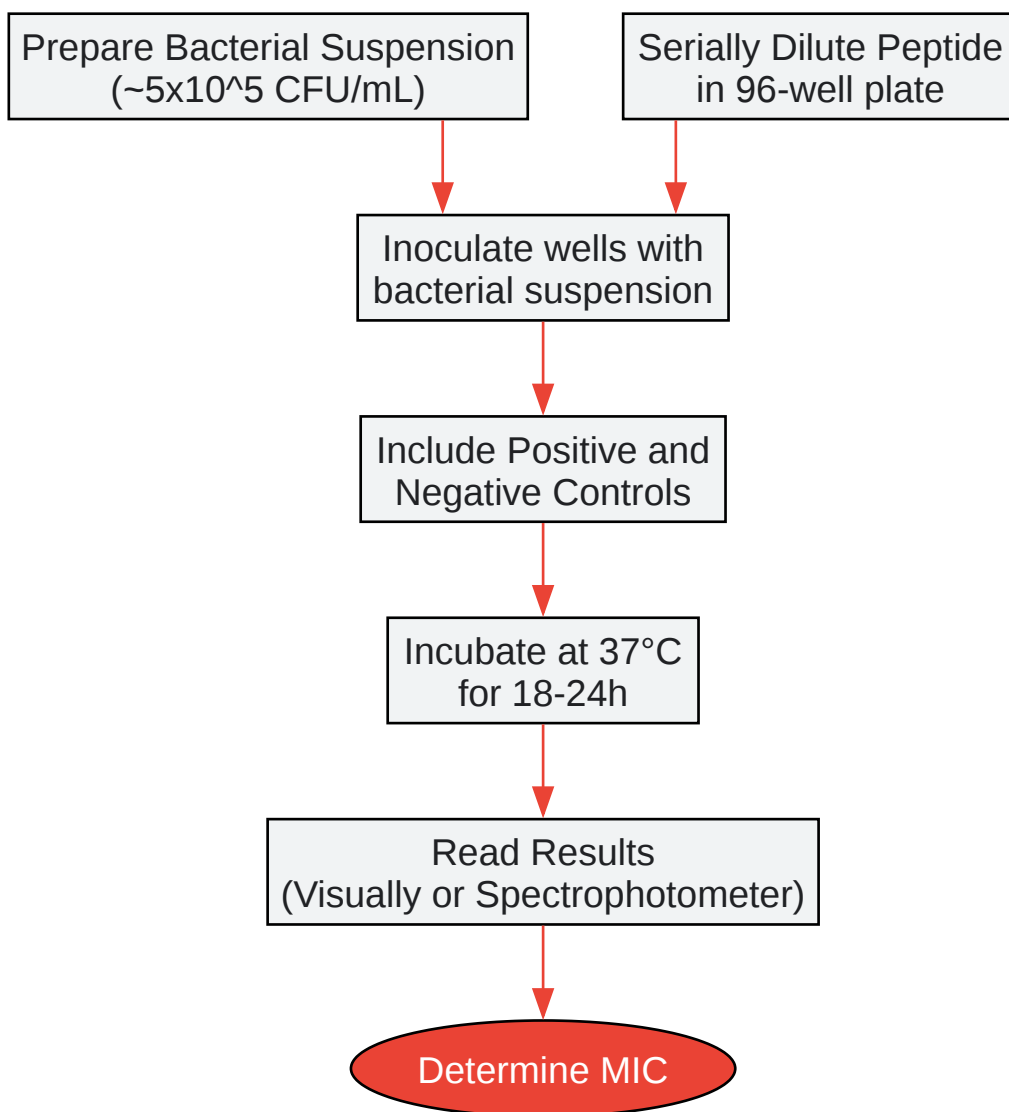 Prepare Bacterial Suspension
(~5x10^5 CFU/mL)
Serially Dilute Peptide
in 96-well plate
Inoculate wells with
bacterial suspension
Include Positive and
Negative Controls
Incubate at 37°C
for 18-24h
Read Results
(Visually or Spectrophotometer)
Determine MIC